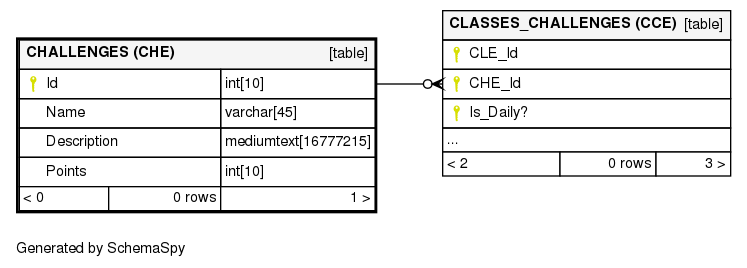 CHALLENGES (CHE) [table]
Id int[10]
Name varchar[45]
Description mediumtext[16777215]
Points int[10]
< 0 0 rows 1 >
CLASSES_CHALLENGES (CCE) [table]
CLE_Id
CHE_Id
Is_Daily?
...
< 2 0 rows 3 >
Generated by SchemaSpy